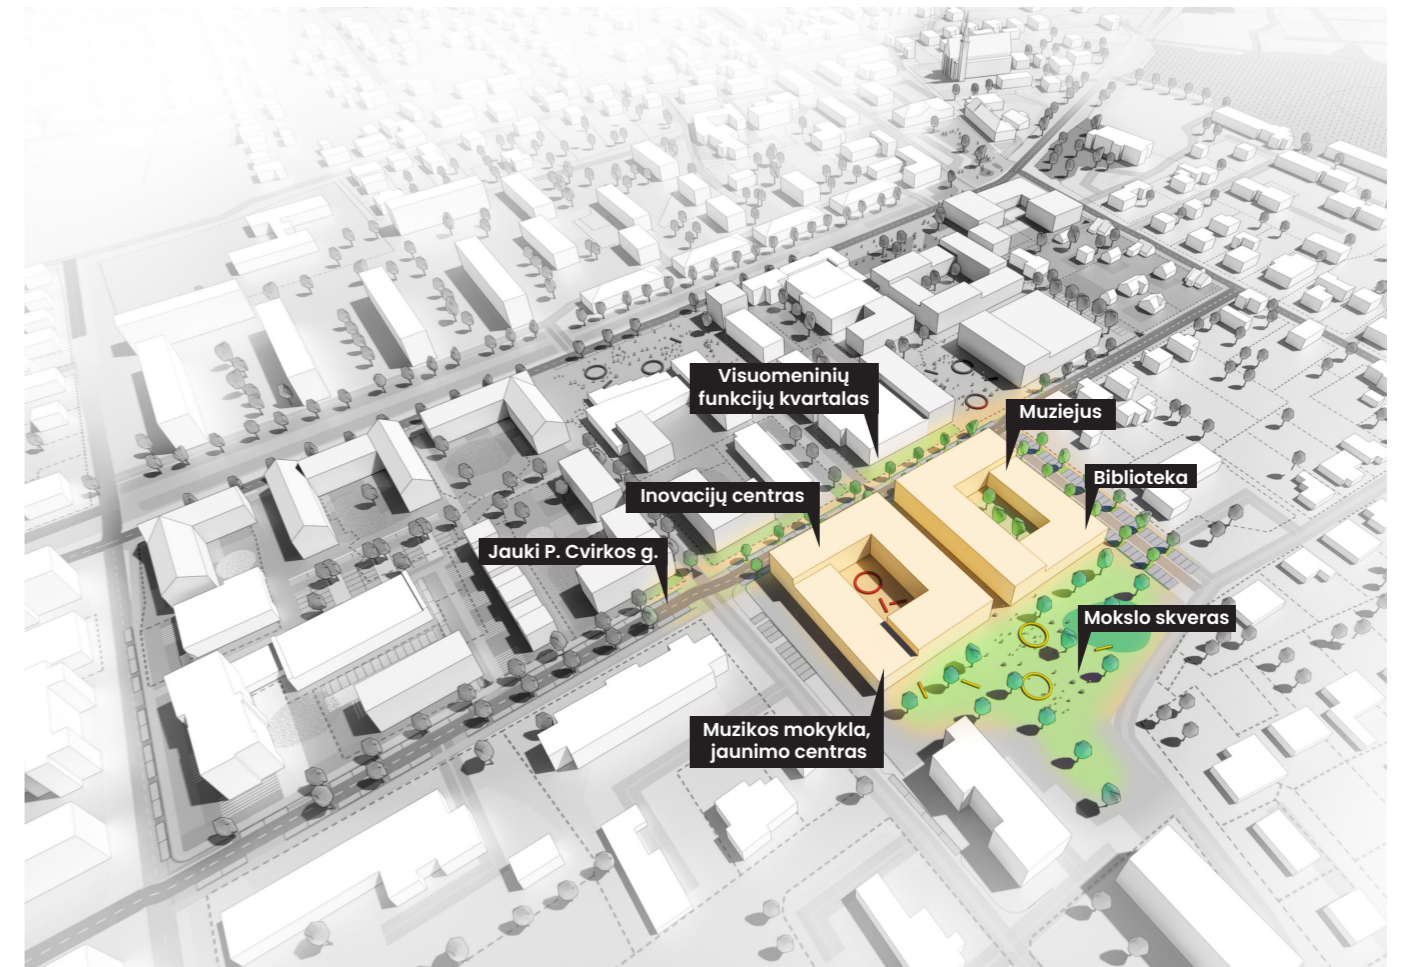 Visuomeninių
funkcijų kvartalas
Muziejus
Biblioteka
Inovacijų centras
Jauki P. Cvirkos g.
Mokslo skveras
Muzikos mokykla,
jaunimo centras